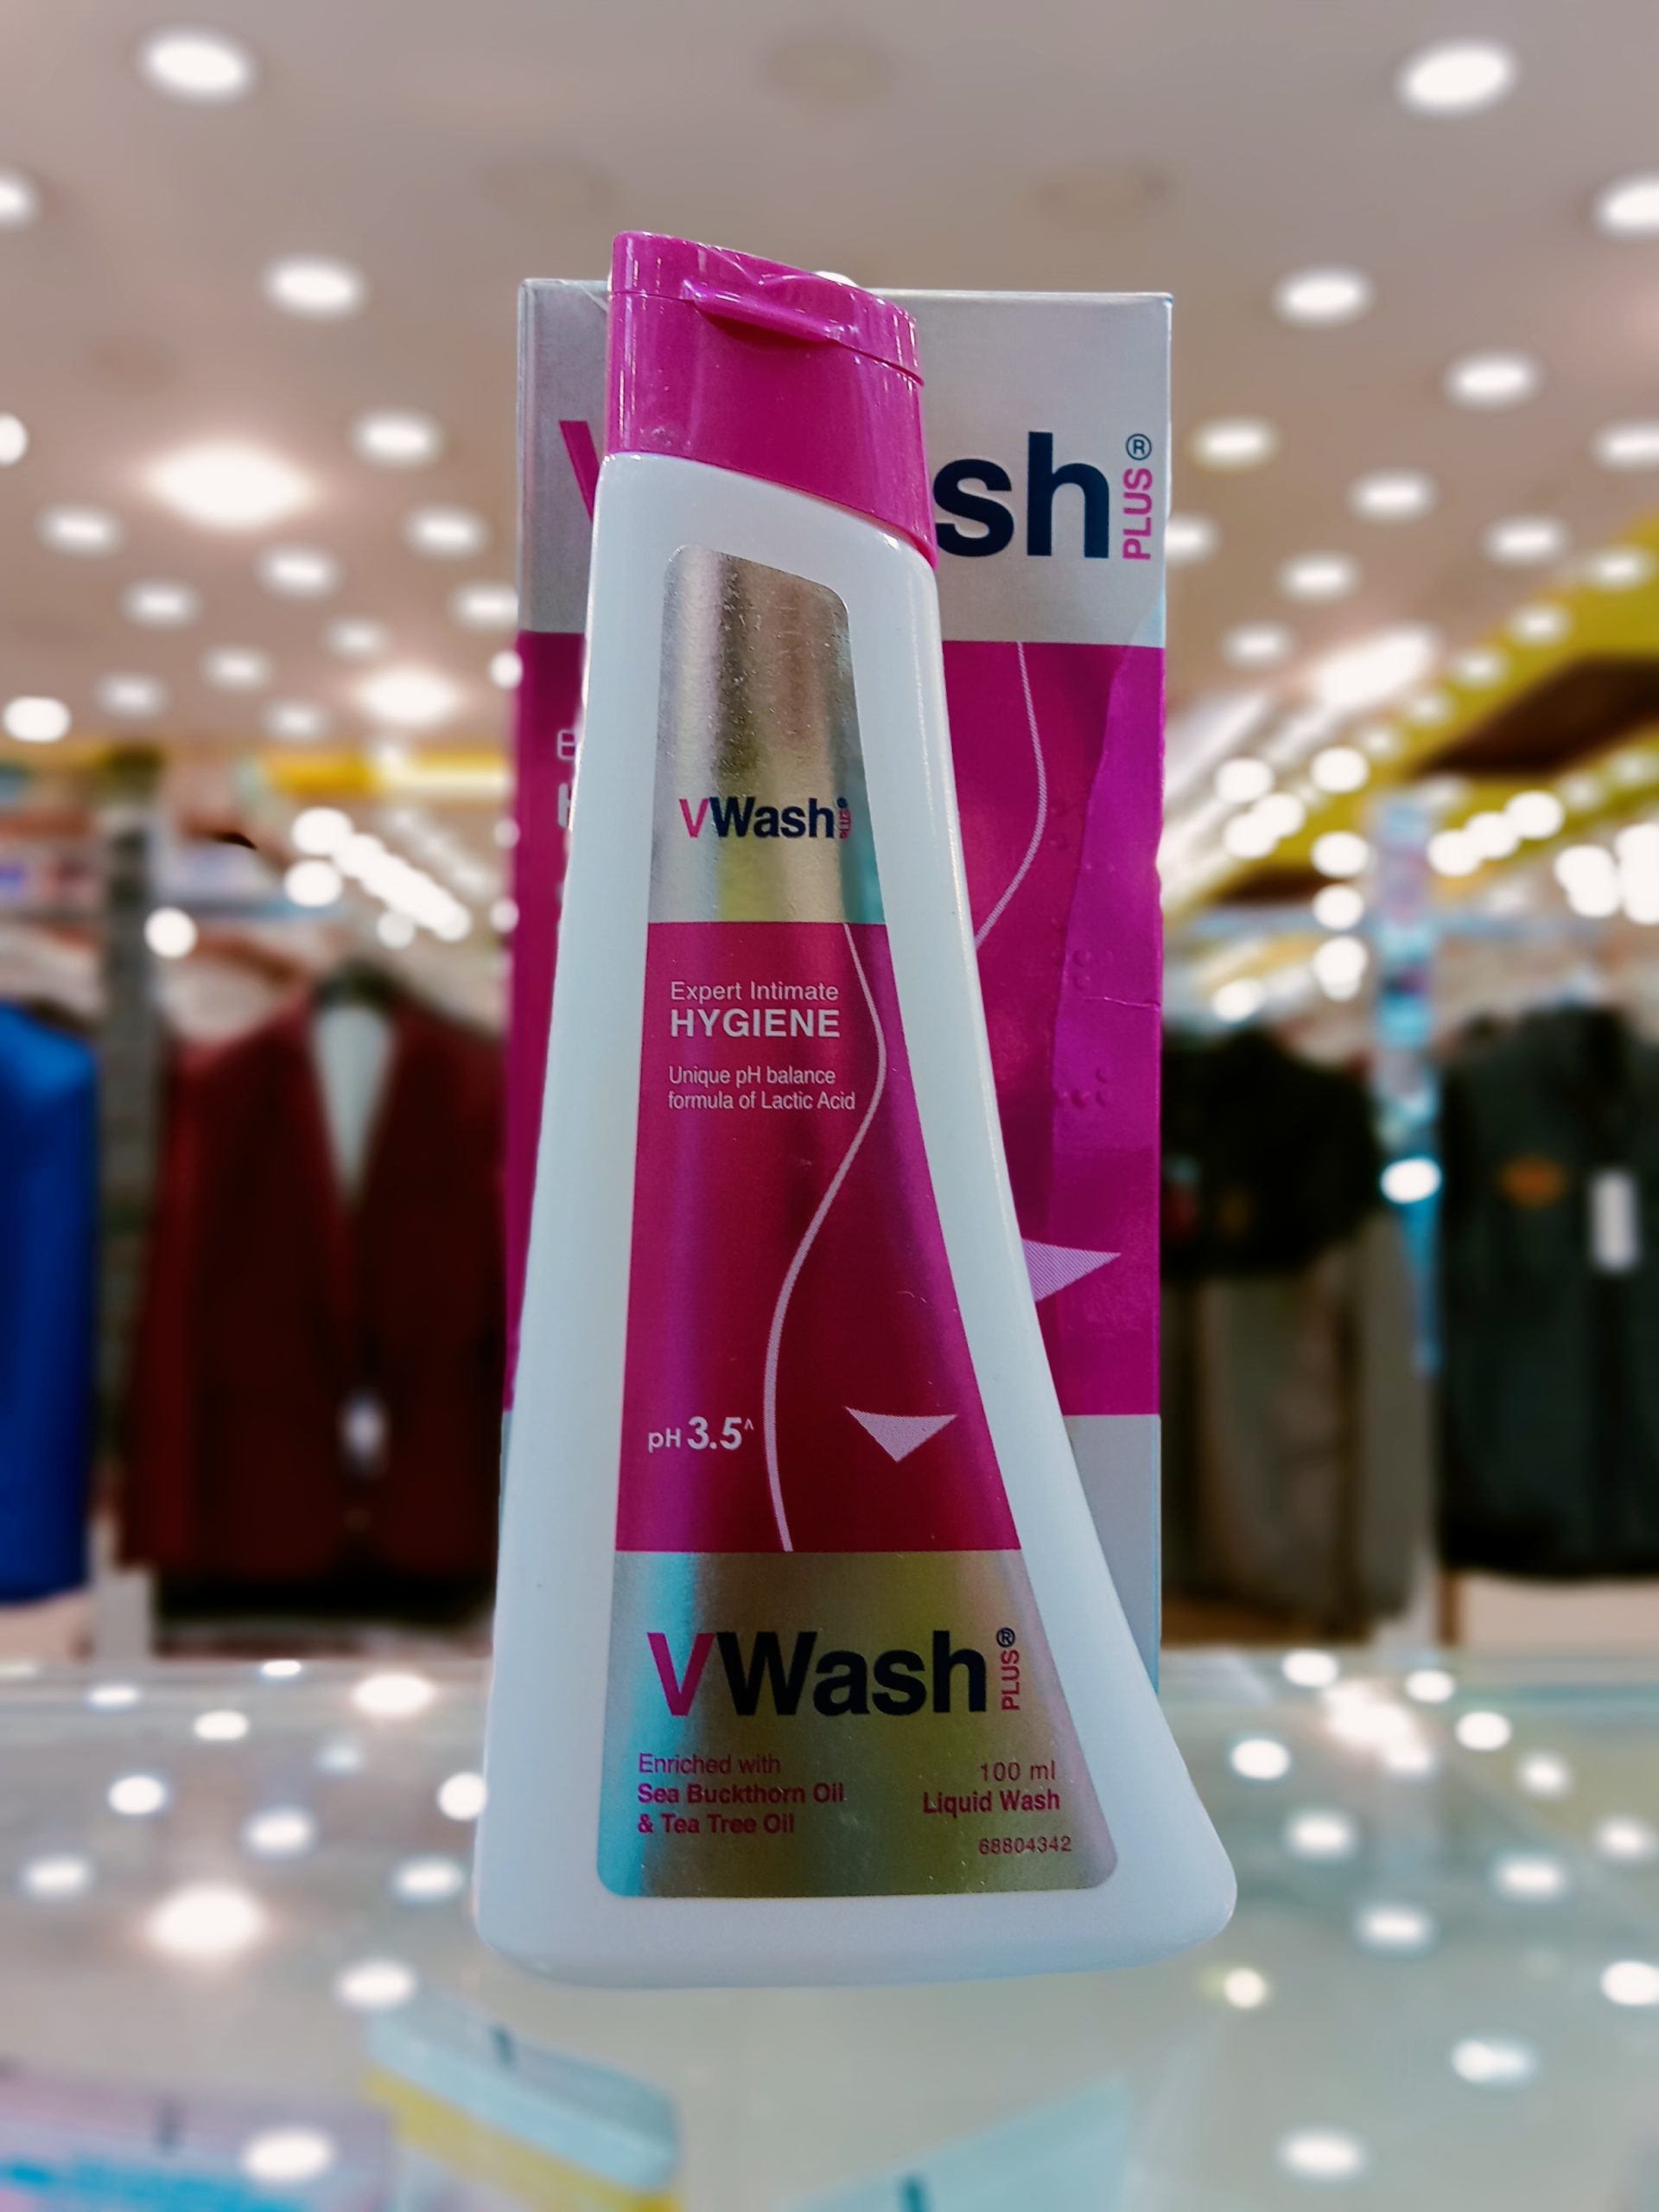 sh PLUS®
VWash PLUS®
Expert Intimate
HYGIENE
Unique pH balance
formula of Lactic Acid
pH 3.5^
VWash PLUS®
Enriched with
Sea Buckthorn Oil
& Tea Tree Oil
100 ml
Liquid Wash
68804342